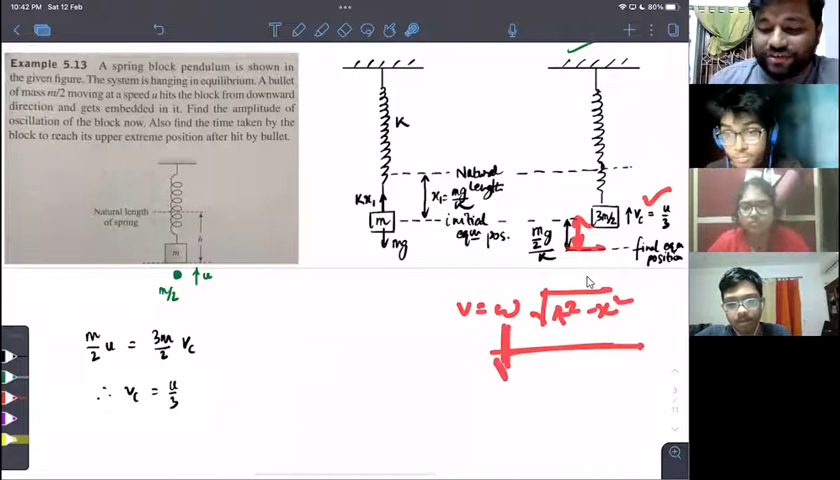 10:42 PM Sat 12 Feb
80%
Example 5.13 A spring block pendulum is shown in
the given figure. The system is hanging in equilibrium. A bullet
of mass m/2 moving at a speed u hits the block from downward
direction and gets embedded in it. Find the amplitude of
oscillation of the block now. Also find the time taken by the
block to reach its upper extreme position after hit by bullet.
Natural length
of spring
h
m
m/2
u
K
Kx₁
x₁ = mg/K
Natural
length
m
initial
equm pos.
mg
3m/2
v_c = u/3
(m/2)g/K
final equm
position
v = ω √A² - x²
m/2 u = 3m/2 v_c
∴ v_c = u/3
3
11